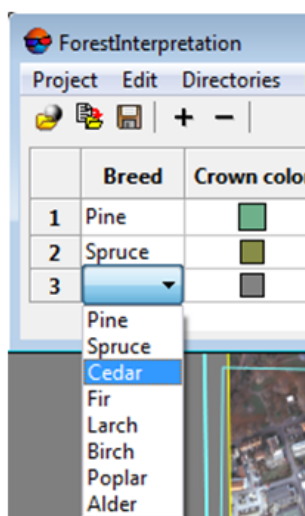 ForestInterpretation
Project Edit Directories
Breed Crown colo
1 Pine
2 Spruce
3
Pine
Spruce
Cedar
Fir
Larch
Birch
Poplar
Alder